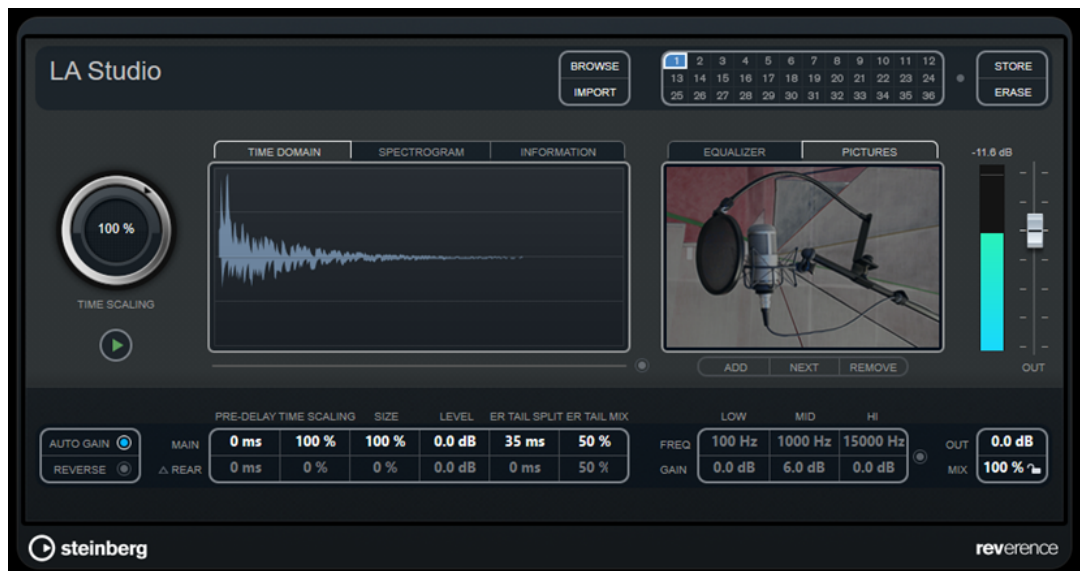 LA Studio
BROWSE
IMPORT
1 2 3 4 5 6 7 8 9 10 11 12
13 14 15 16 17 18 19 20 21 22 23 24
25 26 27 28 29 30 31 32 33 34 35 36
STORE
ERASE
TIME DOMAIN SPECTROGRAM INFORMATION
EQUALIZER PICTURES
-11.6 dB
100 %
TIME SCALING
ADD NEXT REMOVE
OUT
PRE-DELAY TIME SCALING SIZE LEVEL ER TAIL SPLIT ER TAIL MIX
LOW MID HI
AUTO GAIN MAIN 0 ms 100 % 100 % 0.0 dB 35 ms 50 %
FREQ 100 Hz 1000 Hz 15000 Hz OUT 0.0 dB
REVERSE △ REAR 0 ms 0 % 0 % 0.0 dB 0 ms 50 %
GAIN 0.0 dB 6.0 dB 0.0 dB MIX 100 %
steinberg
reverence